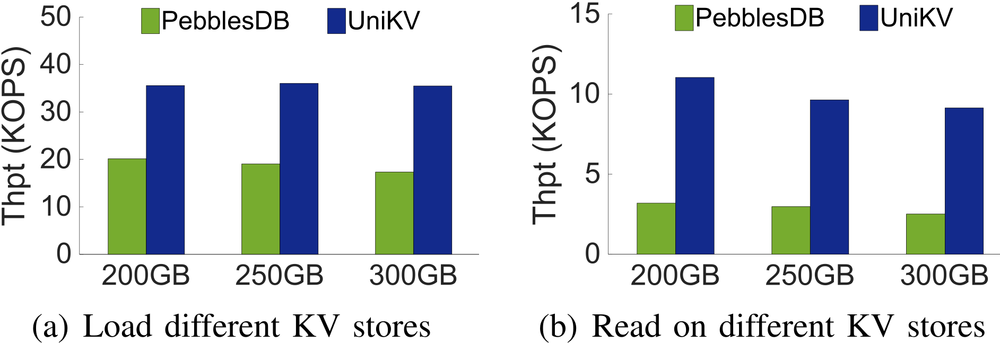 PebblesDB UniKV
Thpt (KOPS)
50
40
30
20
10
0
200GB 250GB 300GB
(a) Load different KV stores
PebblesDB UniKV
Thpt (KOPS)
15
10
5
0
200GB 250GB 300GB
(b) Read on different KV stores